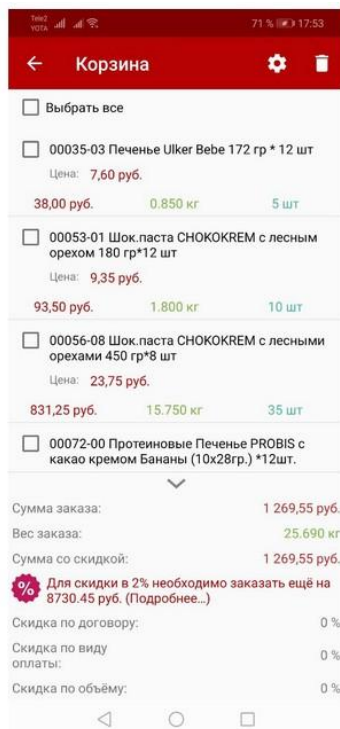 Tele2
YOTA
71 % 17:53
Корзина
Выбрать все
00035-03 Печенье Ulker Bebe 172 гр * 12 шт
Цена: 7,60 руб.
38,00 руб. 0.850 кг 5 шт
00053-01 Шок.паста CHOKOKREM с лесным
орехом 180 гр*12 шт
Цена: 9,35 руб.
93,50 руб. 1.800 кг 10 шт
00056-08 Шок.паста CHOKOKREM с лесными
орехами 450 гр*8 шт
Цена: 23,75 руб.
831,25 руб. 15.750 кг 35 шт
00072-00 Протеиновые Печенье PROBIS с
какао кремом Бананы (10x28гр.) *12шт.
Сумма заказа: 1 269,55 руб.
Вес заказа: 25.690 кг
Сумма со скидкой: 1 269,55 руб.
% Для скидки в 2% необходимо заказать ещё на
8730.45 руб. (Подробнее...)
Скидка по договору: 0 %
Скидка по виду
оплаты: 0 %
Скидка по объёму: 0 %